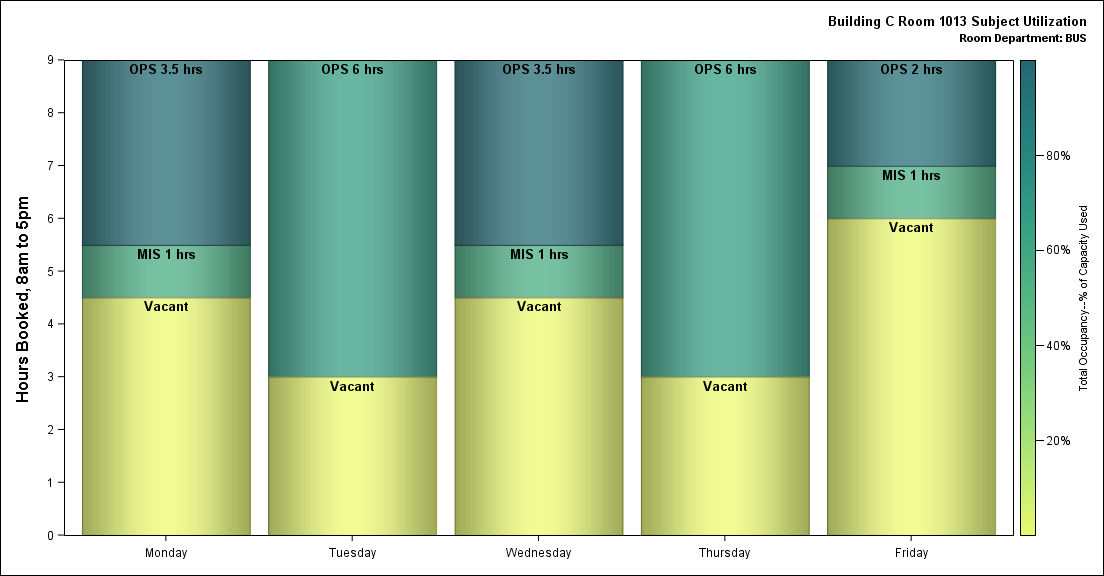 Building C Room 1013 Subject Utilization
Room Department: BUS
Hours Booked, 8am to 5pm
9
8
7
6
5
4
3
2
1
0
OPS 3.5 hrs
MIS 1 hrs
Vacant
OPS 6 hrs
Vacant
OPS 3.5 hrs
MIS 1 hrs
Vacant
OPS 6 hrs
Vacant
OPS 2 hrs
MIS 1 hrs
Vacant
Monday
Tuesday
Wednesday
Thursday
Friday
80%
60%
40%
20%
Total Occupancy--% of Capacity Used